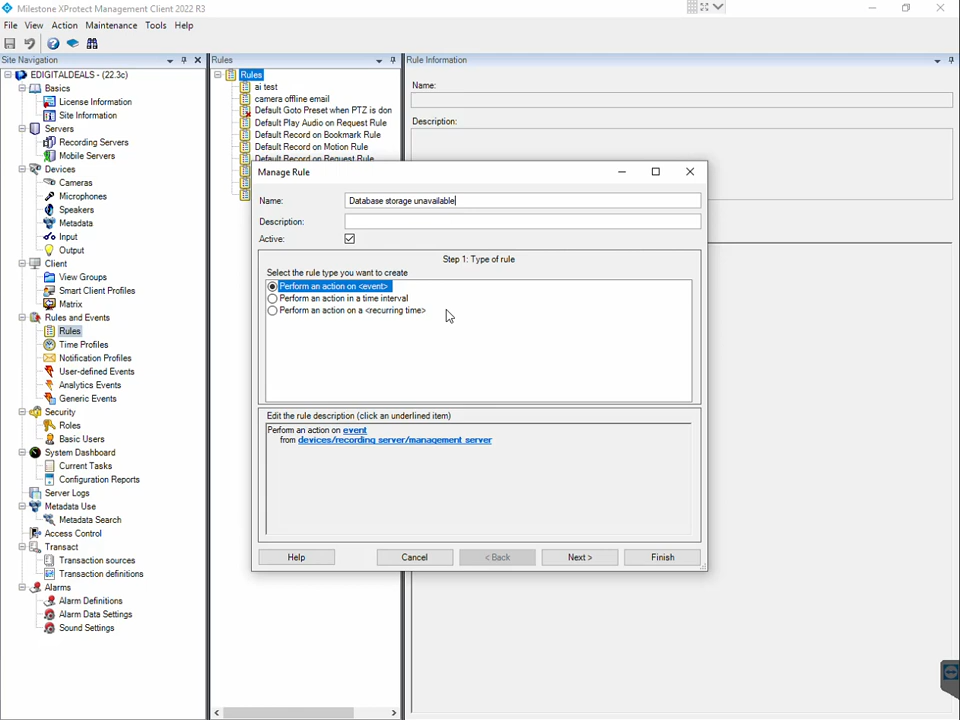 Milestone XProtect Management Client 2022 R3
File View Action Maintenance Tools Help
Site Navigation
EDIGITALDEALS - (22.3c)
Basics
License Information
Site Information
Servers
Recording Servers
Mobile Servers
Devices
Cameras
Microphones
Speakers
Metadata
Input
Output
Client
View Groups
Smart Client Profiles
Matrix
Rules and Events
Rules
Time Profiles
Notification Profiles
User-defined Events
Analytics Events
Generic Events
Security
Roles
Basic Users
System Dashboard
Current Tasks
Configuration Reports
Server Logs
Metadata Use
Metadata Search
Access Control
Transact
Transaction sources
Transaction definitions
Alarms
Alarm Definitions
Alarm Data Settings
Sound Settings
Rules
Rules
ai test
camera offline email
Default Goto Preset when PTZ is don
Default Play Audio on Request Rule
Default Record on Bookmark Rule
Default Record on Motion Rule
Default Record on Request Rule
Rule Information
Name:
Description:
Manage Rule
Name: Database storage unavailable
Description:
Active:
Step 1: Type of rule
Select the rule type you want to create
Perform an action on <event>
Perform an action in a time interval
Perform an action on a <recurring time>
Edit the rule description (click an underlined item)
Perform an action on event
from devices/recording server/management server
Help Cancel < Back Next > Finish